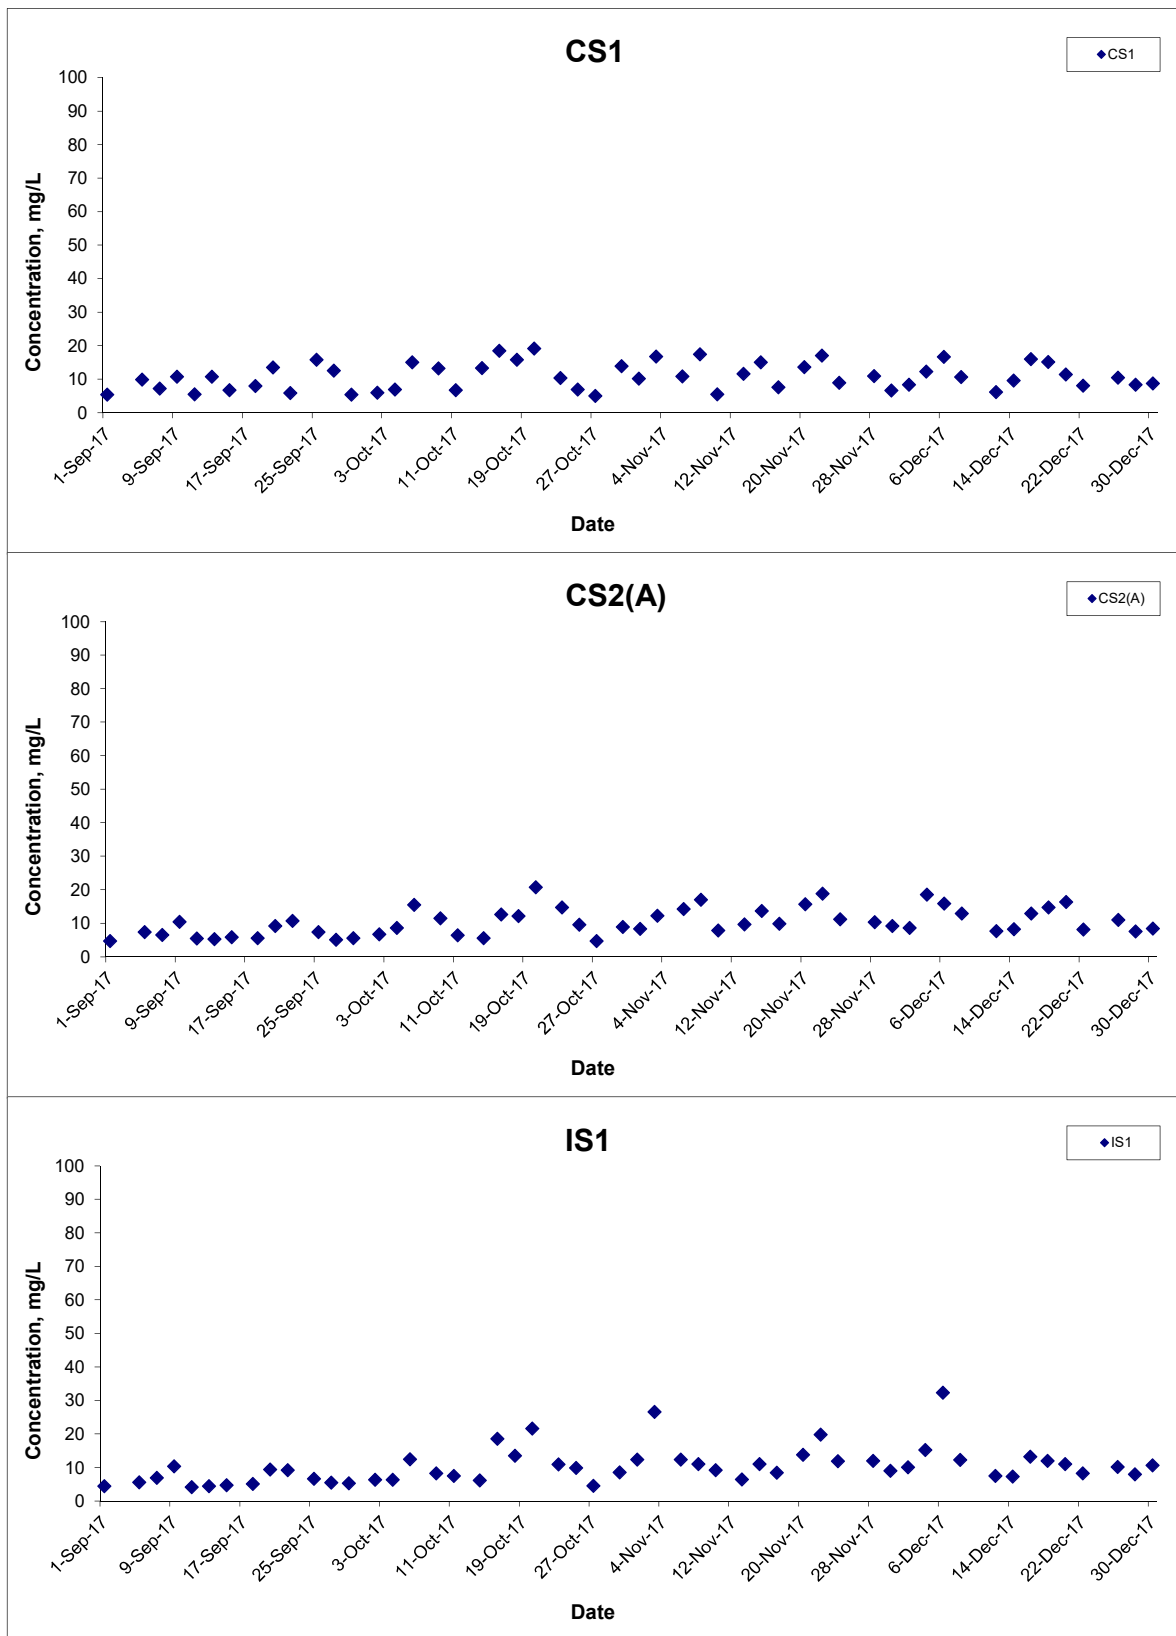 CS1
CS1
Concentration, mg/L
100
90
80
70
60
50
40
30
20
10
0
1-Sep-17
9-Sep-17
17-Sep-17
25-Sep-17
3-Oct-17
11-Oct-17
19-Oct-17
27-Oct-17
4-Nov-17
12-Nov-17
20-Nov-17
28-Nov-17
6-Dec-17
14-Dec-17
22-Dec-17
30-Dec-17
Date
CS2(A)
CS2(A)
Concentration, mg/L
100
90
80
70
60
50
40
30
20
10
0
1-Sep-17
9-Sep-17
17-Sep-17
25-Sep-17
3-Oct-17
11-Oct-17
19-Oct-17
27-Oct-17
4-Nov-17
12-Nov-17
20-Nov-17
28-Nov-17
6-Dec-17
14-Dec-17
22-Dec-17
30-Dec-17
Date
IS1
IS1
Concentration, mg/L
100
90
80
70
60
50
40
30
20
10
0
1-Sep-17
9-Sep-17
17-Sep-17
25-Sep-17
3-Oct-17
11-Oct-17
19-Oct-17
27-Oct-17
4-Nov-17
12-Nov-17
20-Nov-17
28-Nov-17
6-Dec-17
14-Dec-17
22-Dec-17
30-Dec-17
Date